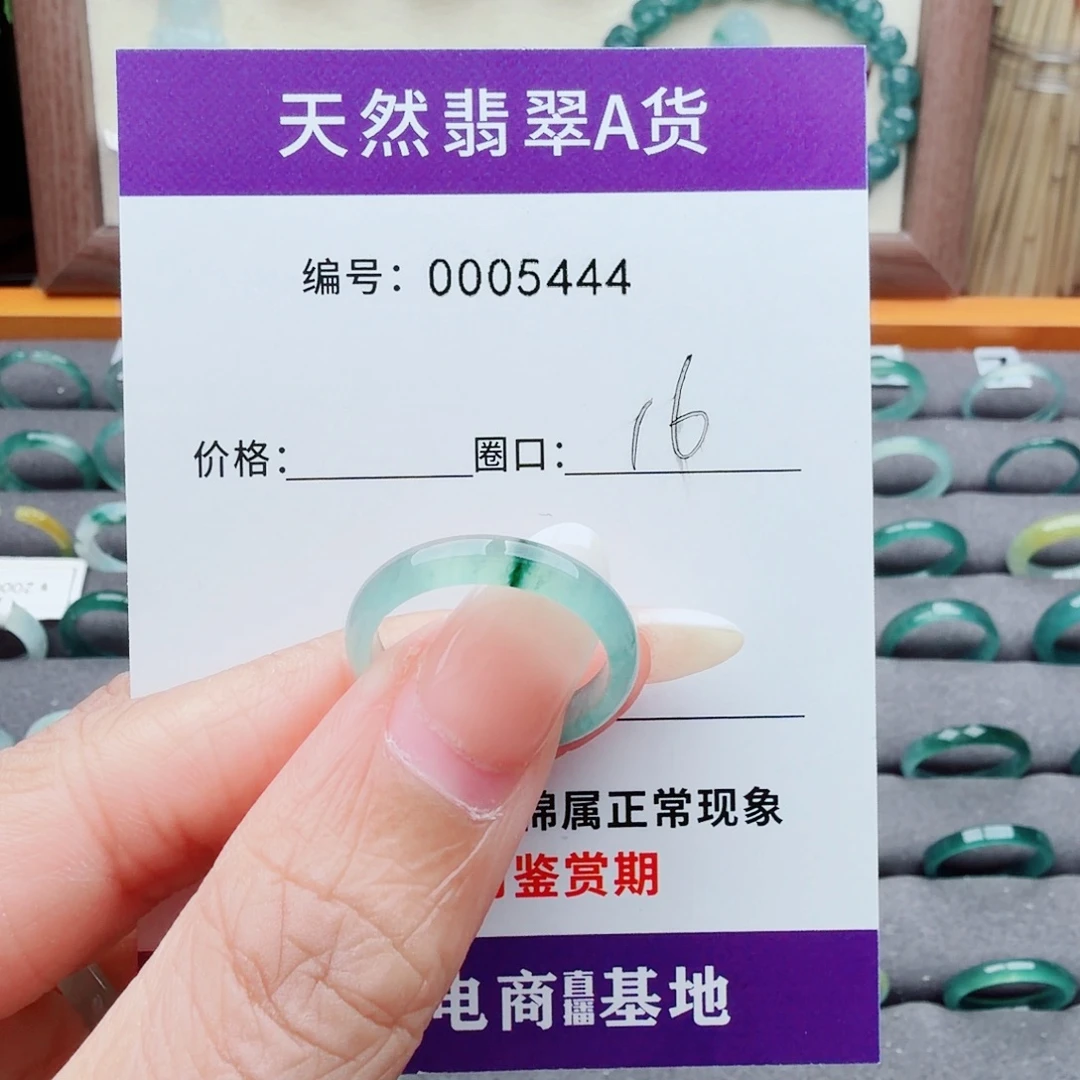 天然翡翠A货
编号：0005444
价格： 圈口：16
棉属正常现象
鉴赏期
电商直播基地